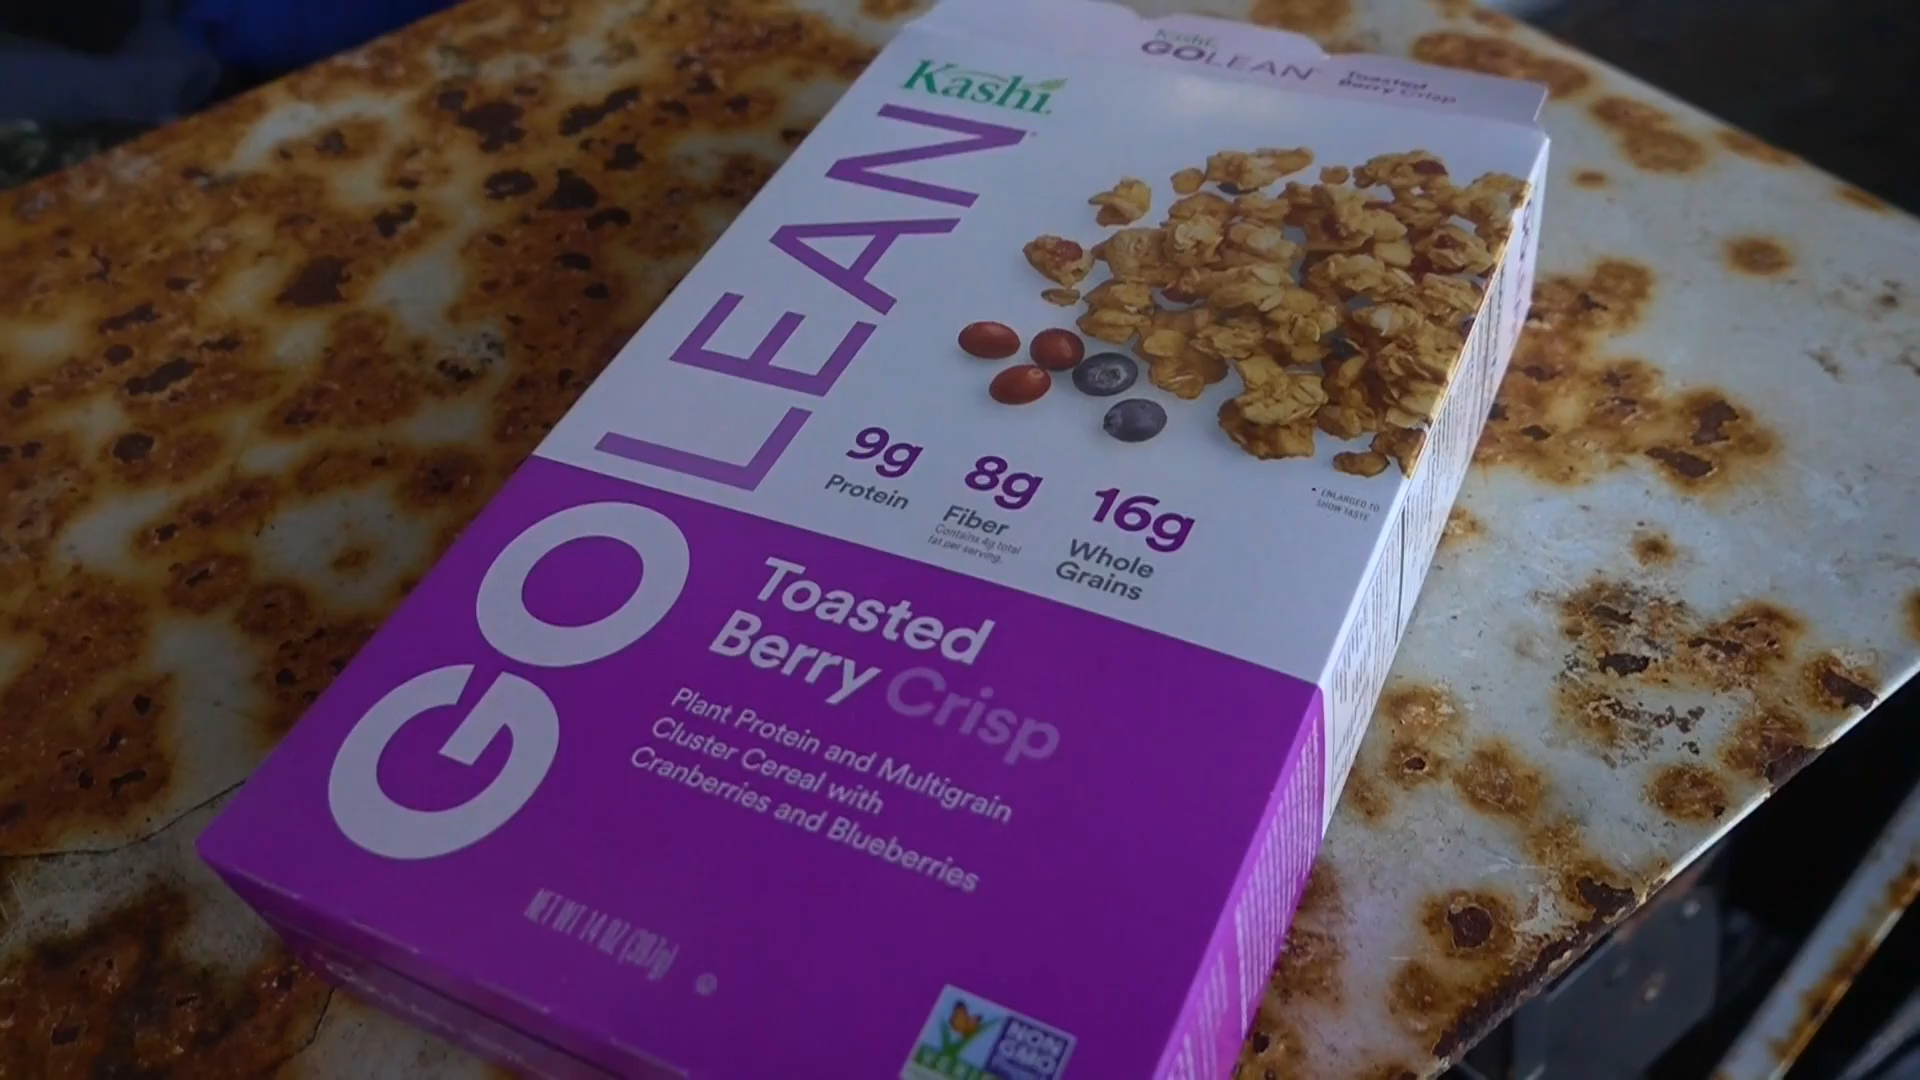 Kashi
GOLEAN
Toasted
Berry Crisp
Kashi
GOLEAN
9g
Protein
8g
Fiber
Contains 4g total
fat per serving.
16g
Whole
Grains
ENLARGED TO
SHOW TASTE
Toasted
Berry Crisp
Plant Protein and Multigrain
Cluster Cereal with
Cranberries and Blueberries
NET WT 14 OZ (397g)
NON
GMO